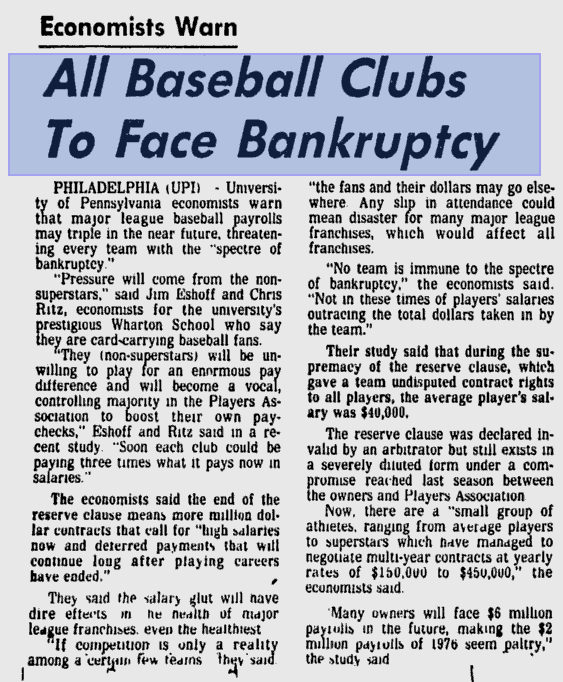 Economists Warn
All Baseball Clubs
To Face Bankruptcy
PHILADELPHIA (UPI) - Universi-
ty of Pennsylvania economists warn
that major league baseball payrolls
may triple in the near future, threaten-
ing every team with the "spectre of
bankruptcy."
"Pressure will come from the non-
superstars," said Jim Eshoff and Chris
Ritz, economists for the university's
prestigious Wharton School who say
they are card-carrying baseball fans.
"They (non-superstars) will be un-
willing to play for an enormous pay
difference and will become a vocal,
controlling majority in the Players As-
sociation to boost their own pay-
checks," Eshoff and Ritz said in a re-
cent study. "Soon each club could be
paying three times what it pays now in
salaries."
The economists said the end of the
reserve clause means more million dol-
lar contracts that call for "high salaries
now and deferred payments that will
continue long after playing careers
have ended."
They said the salary glut will have
dire effects in the health of major
league franchises, even the healthiest
"If competition is only a reality
among a certain few teams they said
"the fans and their dollars may go else-
where. Any slip in attendance could
mean disaster for many major league
franchises, which would affect all
franchises.
"No team is immune to the spectre
of bankruptcy," the economists said.
"Not in these times of players' salaries
outracing the total dollars taken in by
the team."
Their study said that during the su-
premacy of the reserve clause, which
gave a team undisputed contract rights
to all players, the average player's sal-
ary was $40,000.
The reserve clause was declared in-
valid by an arbitrator but still exists in
a severely diluted form under a com-
promise reached last season between
the owners and Players Association
Now, there are a "small group of
athletes, ranging from average players
to superstars which have managed to
negotiate multi-year contracts at yearly
rates of $150,000 to $450,000," the
economists said.
"Many owners will face $6 million
payrolls in the future, making the $2
million payrolls of 1976 seem paltry,"
the study said